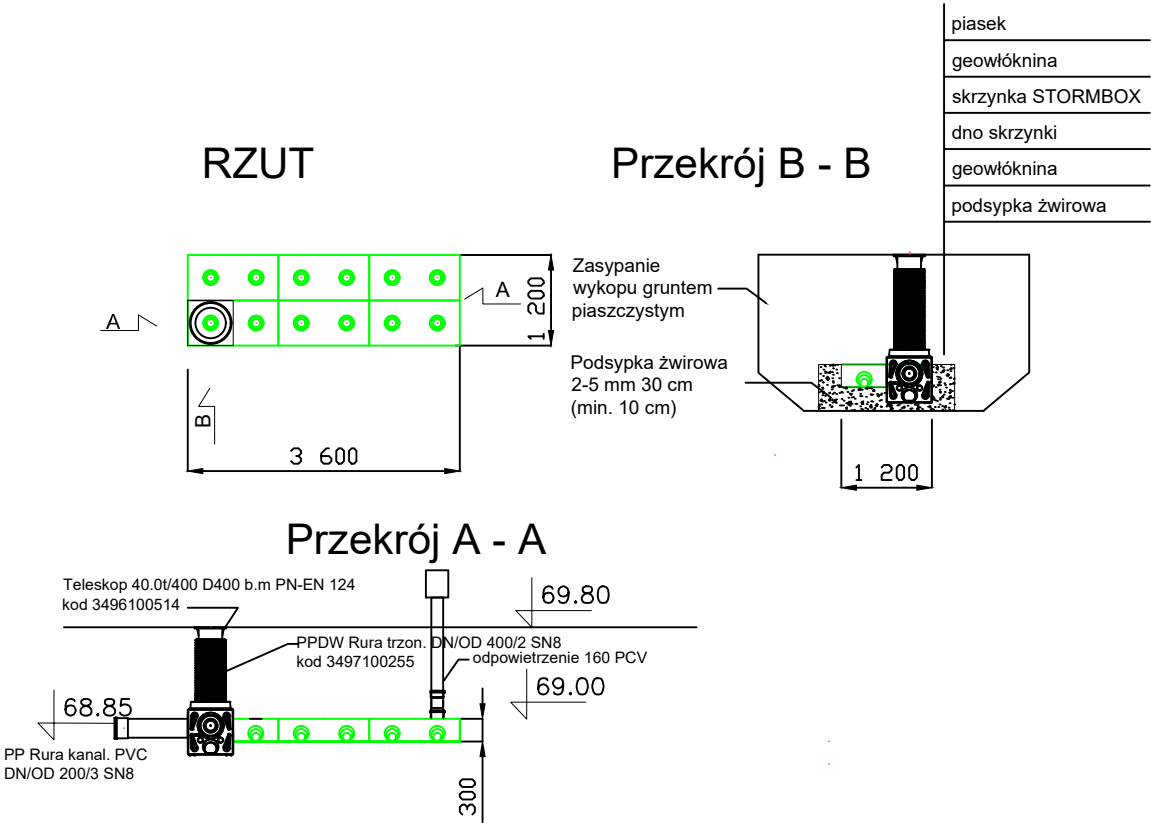 piasek
geowłóknina
skrzynka STORMBOX
dno skrzynki
geowłóknina
podsypka żwirowa
RZUT
Przekrój B - B
A
A
B
1 200
3 600
Zasypanie
wykopu gruntem
piaszczystym
Podsypka żwirowa
2-5 mm 30 cm
(min. 10 cm)
1 200
Przekrój A - A
Teleskop 40.0t/400 D400 b.m PN-EN 124
kod 3496100514
69.80
PPDW Rura trzon. DN/OD 400/2 SN8
kod 3497100255
odpowietrzenie 160 PCV
69.00
68.85
PP Rura kanal. PVC
DN/OD 200/3 SN8
300